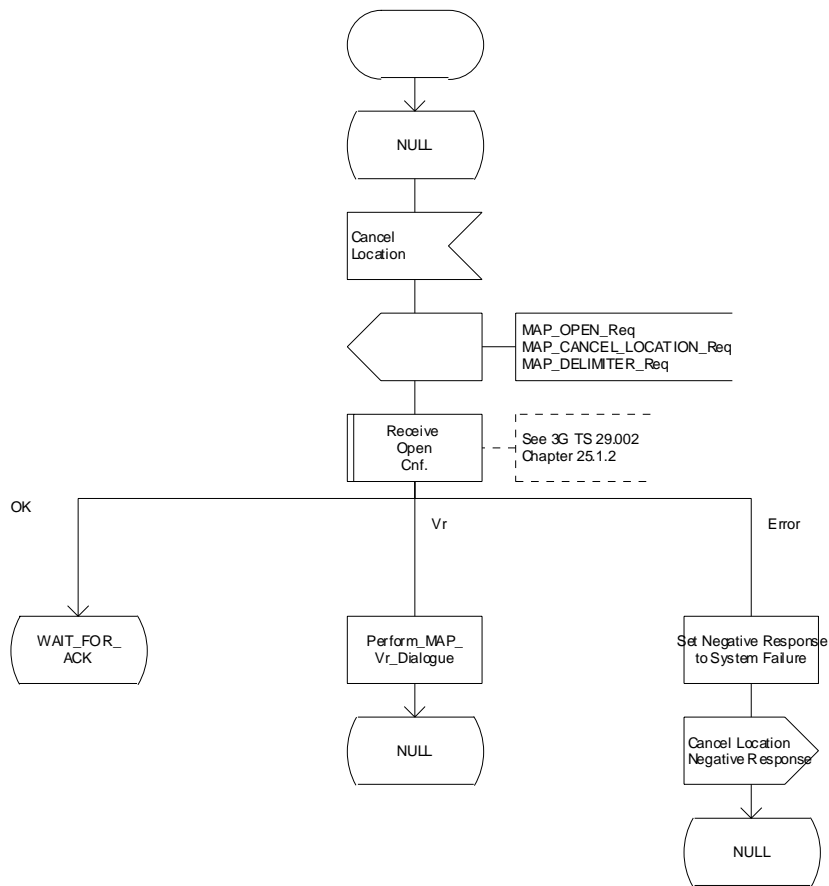 NULL
Cancel
Location
MAP_OPEN_Req
MAP_CANCEL_LOCATION_Req
MAP_DELIMITER_Req
Receive
Open
Cnf.
See 3G TS 29.002
Chapter 25.1.2
OK
Vr
Error
WAIT_FOR_
ACK
Perform_MAP_
Vr_Dialogue
Set Negative Response
to System Failure
NULL
Cancel Location
Negative Response
NULL